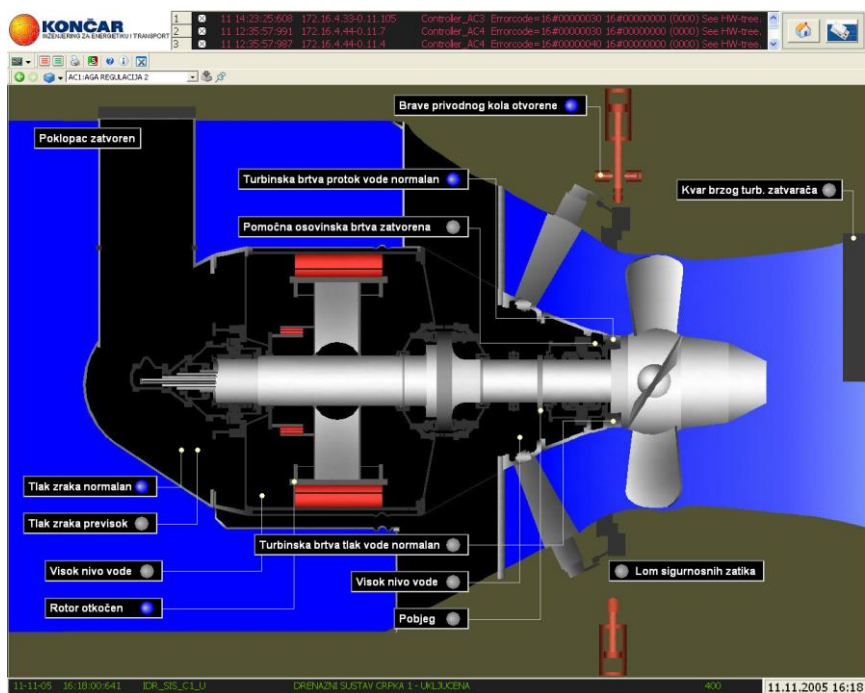 KONČAR
INŽENJERING ZA ENERGETIKU I TRANSPORT
1 11 14:23:25:608 172.16.4.33-0.11.105 Controller_AC3 Errorcode=16#00000030 16#00000000 (0000) See HW-tree.
2 11 12:35:57:991 172.16.4.44-0.11.7 Controller_AC4 Errorcode=16#00000030 16#00000000 (0000) See HW-tree.
3 11 12:35:57:987 172.16.4.44-0.11.4 Controller_AC4 Errorcode=16#00000040 16#00000000 (0000) See HW-tree.
AC1:AGA REGULACIJA 2
Brave privodnog kola otvorene
Poklopac zatvoren
Turbinska brtva protok vode normalan
Kvar brzog turb. zatvarača
Pomočna osovinska brtva zatvorena
Tlak zraka normalan
Tlak zraka previsok
Turbinska brtva tlak vode normalan
Visok nivo vode
Visok nivo vode
Lom sigurnosnih zatika
Rotor otkočen
Pobjeg
11-11-05 16:18:00:641 IDR_SIS_C1_U DRENAŽNI SUSTAV CRPKA 1 - UKLJUČENA 400 11.11.2005 16:18